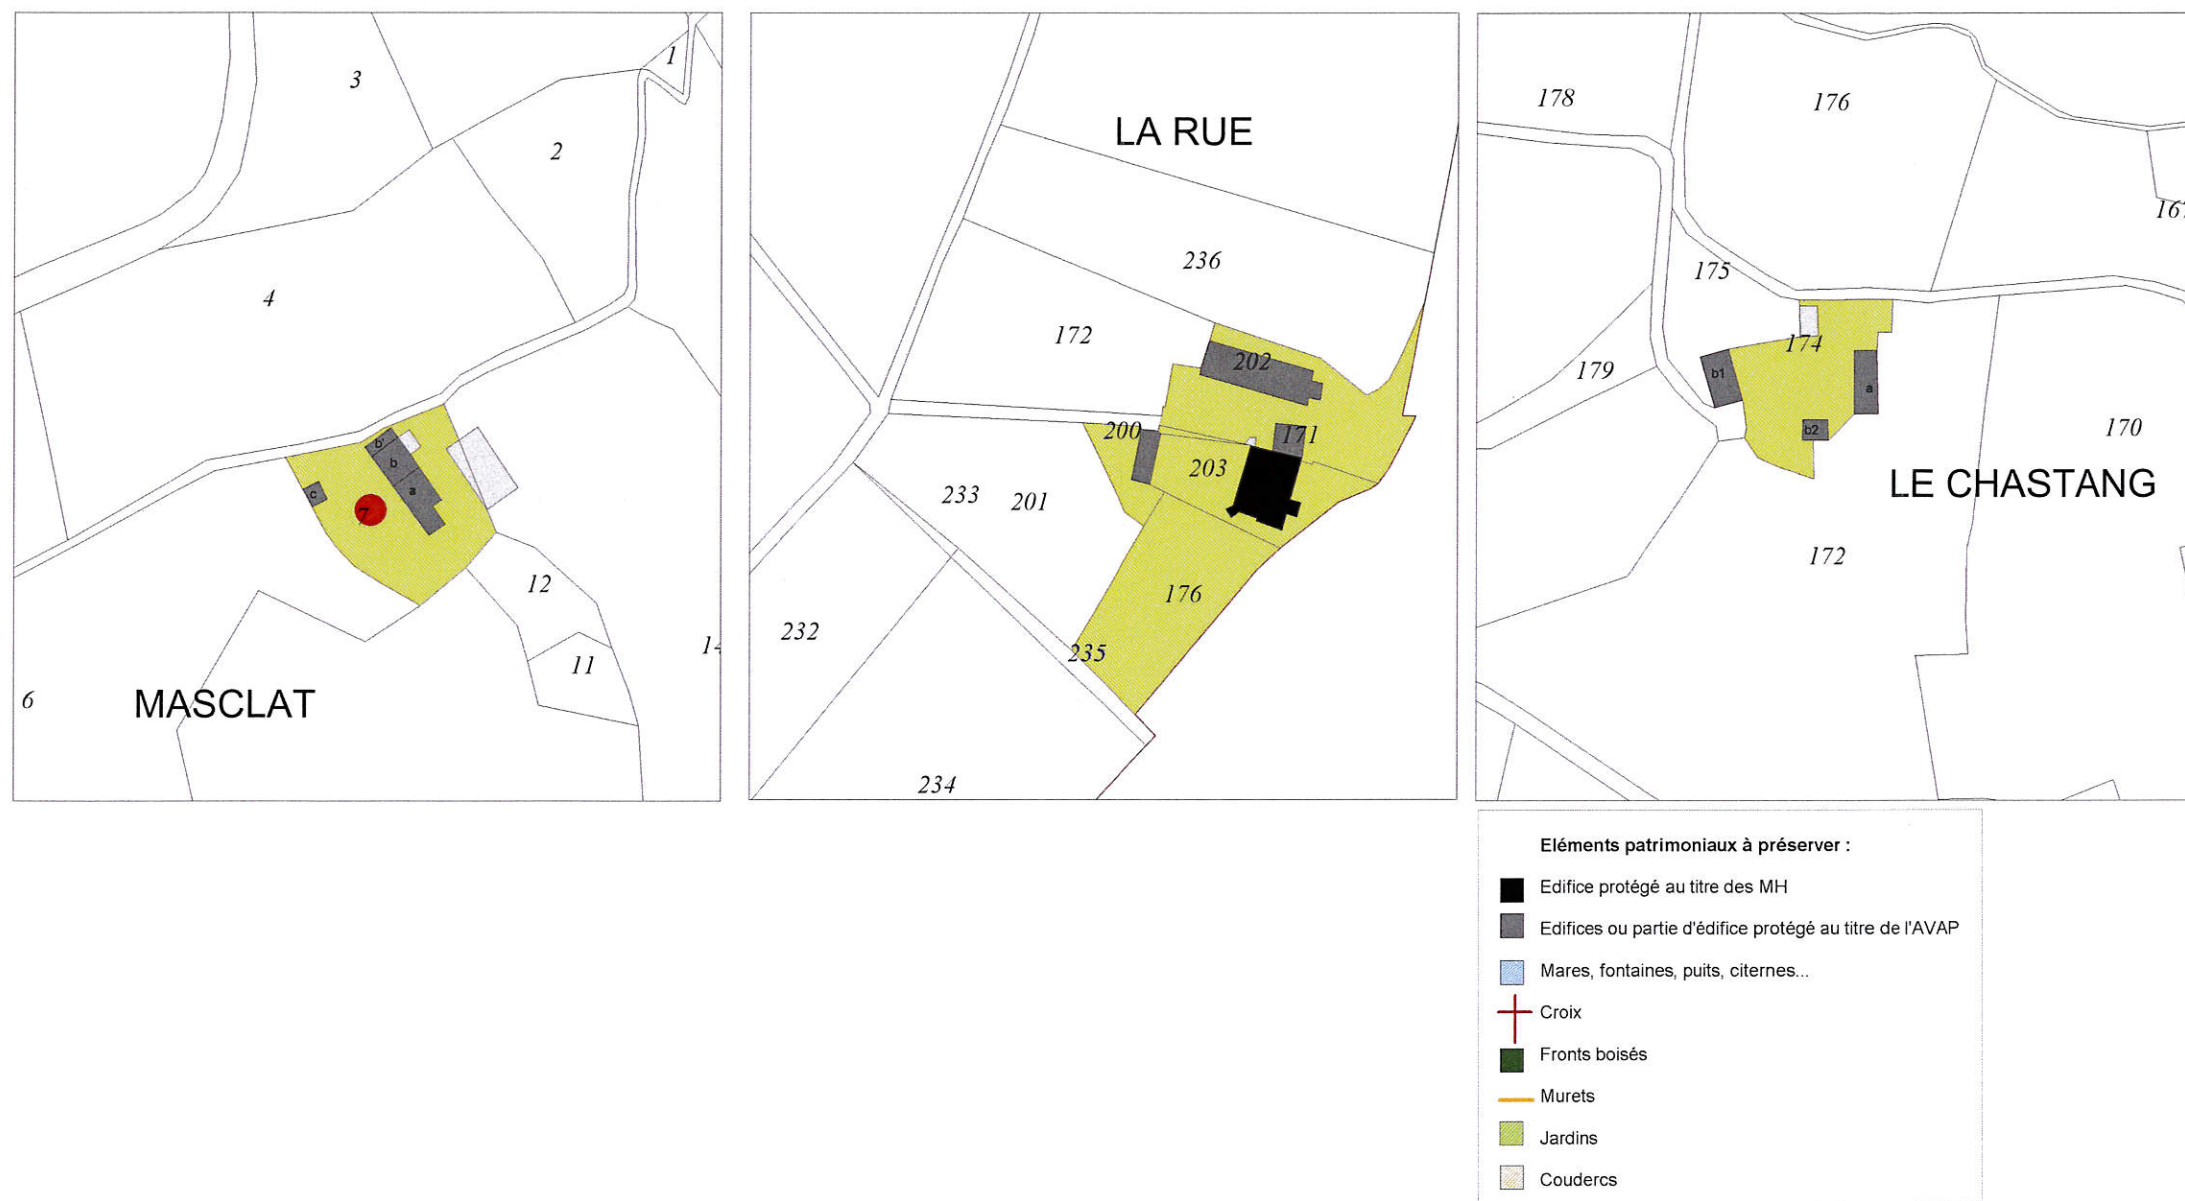 1
3
2
4
b'
b
a
c
7
12
11
14
6
MASCLAT
LA RUE
236
172
202
200
171
203
233
201
176
232
235
234
178
176
167
175
174
179
b1
a
b2
170
LE CHASTANG
172
Eléments patrimoniaux à préserver :
Edifice protégé au titre des MH
Edifices ou partie d'édifice protégé au titre de l'AVAP
Mares, fontaines, puits, citernes...
Croix
Fronts boisés
Murets
Jardins
Coudercs